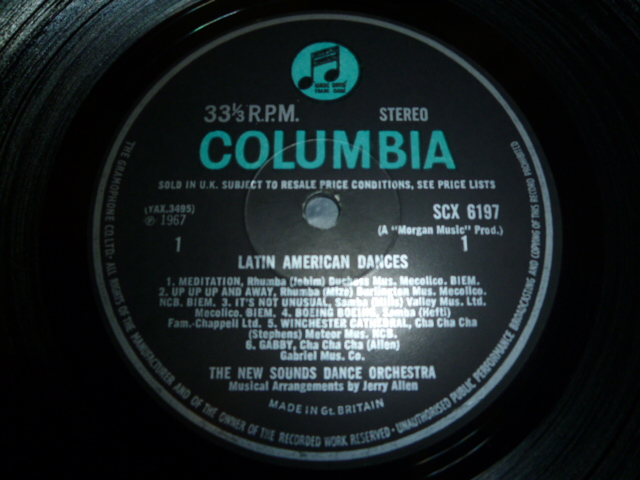 33⅓ R.P.M.
STEREO
COLUMBIA
SOLD IN U.K. SUBJECT TO RESALE PRICE CONDITIONS, SEE PRICE LISTS
(YAX.3495)
℗ 1967
1
SCX 6197
(A "Morgan Music" Prod.)
1
LATIN AMERICAN DANCES
1. MEDITATION, Rhumba (Jobim) Duchess Mus. Mecolico. BIEM.
2. UP UP UP AND AWAY, Rhumba (Mize) Burlington Mus. Mecolico.
NCB. BIEM. 3. IT'S NOT UNUSUAL, Samba (Mills) Valley Mus. Ltd.
Mecolico. BIEM. 4. BOEING BOEING, Samba (Hefti)
Fam.-Chappell Ltd. 5. WINCHESTER CATHEDRAL, Cha Cha Cha
(Stephens) Meteor Mus. NCB.
6. GABBY, Cha Cha Cha (Allen)
Gabriel Mus. Co.
THE NEW SOUNDS DANCE ORCHESTRA
Musical Arrangements by Jerry Allen
MADE IN Gt. BRITAIN
THE GRAMOPHONE CO. LTD. · ALL RIGHTS OF THE MANUFACTURER AND OF THE OWNER OF THE RECORDED WORK RESERVED · UNAUTHORISED PUBLIC PERFORMANCE BROADCASTING AND COPYING OF THIS RECORD PROHIBITED